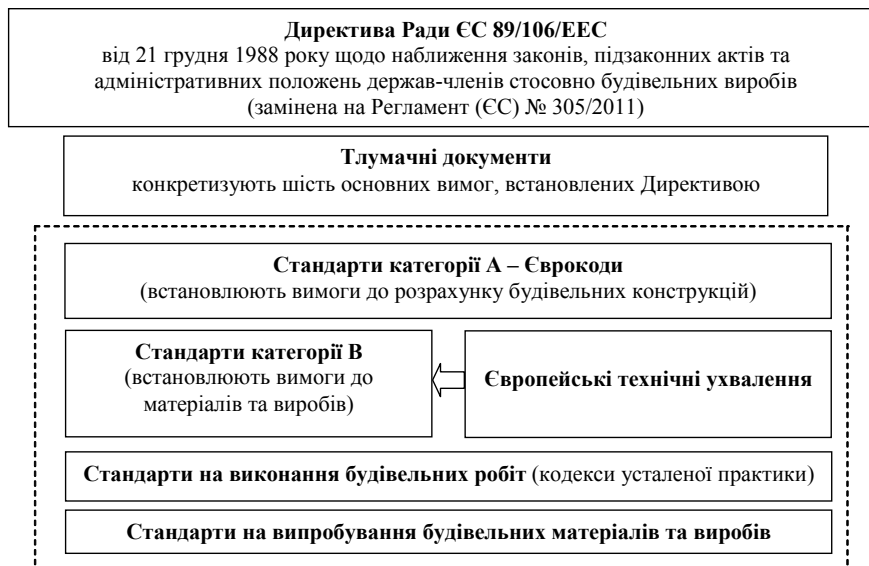 Директива Ради ЄС 89/106/ЕЕС
від 21 грудня 1988 року щодо наближення законів, підзаконних актів та
адміністративних положень держав-членів стосовно будівельних виробів
(замінена на Регламент (ЄС) № 305/2011)
Тлумачні документи
конкретизують шість основних вимог, встановлених Директивою
Стандарти категорії А – Єврокоди
(встановлюють вимоги до розрахунку будівельних конструкцій)
Стандарти категорії В
(встановлюють вимоги до
матеріалів та виробів)
Європейські технічні ухвалення
Стандарти на виконання будівельних робіт (кодекси усталеної практики)
Стандарти на випробування будівельних матеріалів та виробів